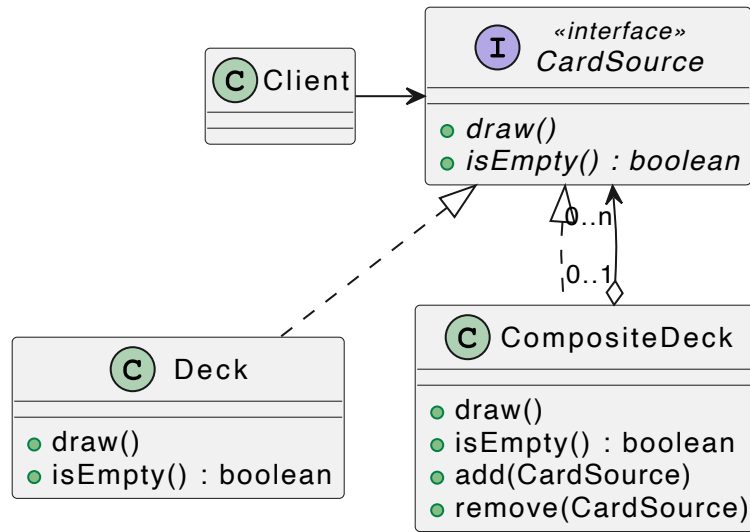 «interface»
I
CardSource
draw()
isEmpty() : boolean
C Client
0..n
0..1
C Deck
draw()
isEmpty() : boolean
C CompositeDeck
draw()
isEmpty() : boolean
add(CardSource)
remove(CardSource)